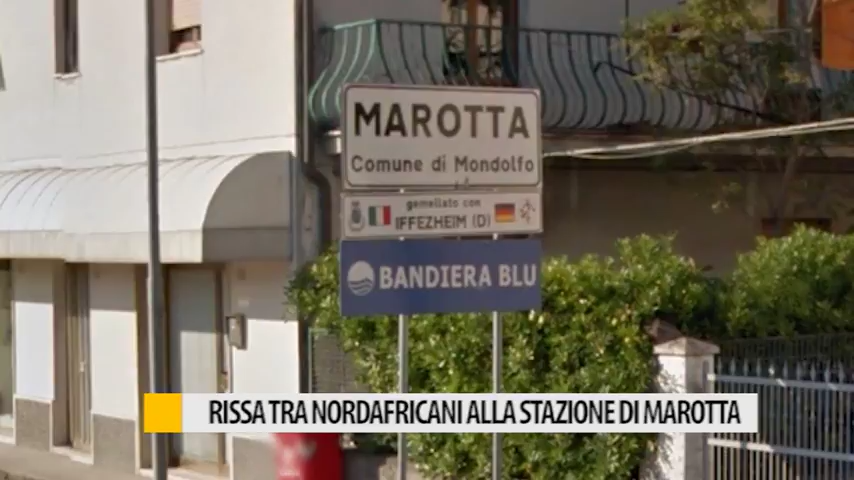 MAROTTA
Comune di Mondolfo
gemellato con
IFFEZHEIM (D)
BANDIERA BLU
RISSA TRA NORDAFRICANI ALLA STAZIONE DI MAROTTA